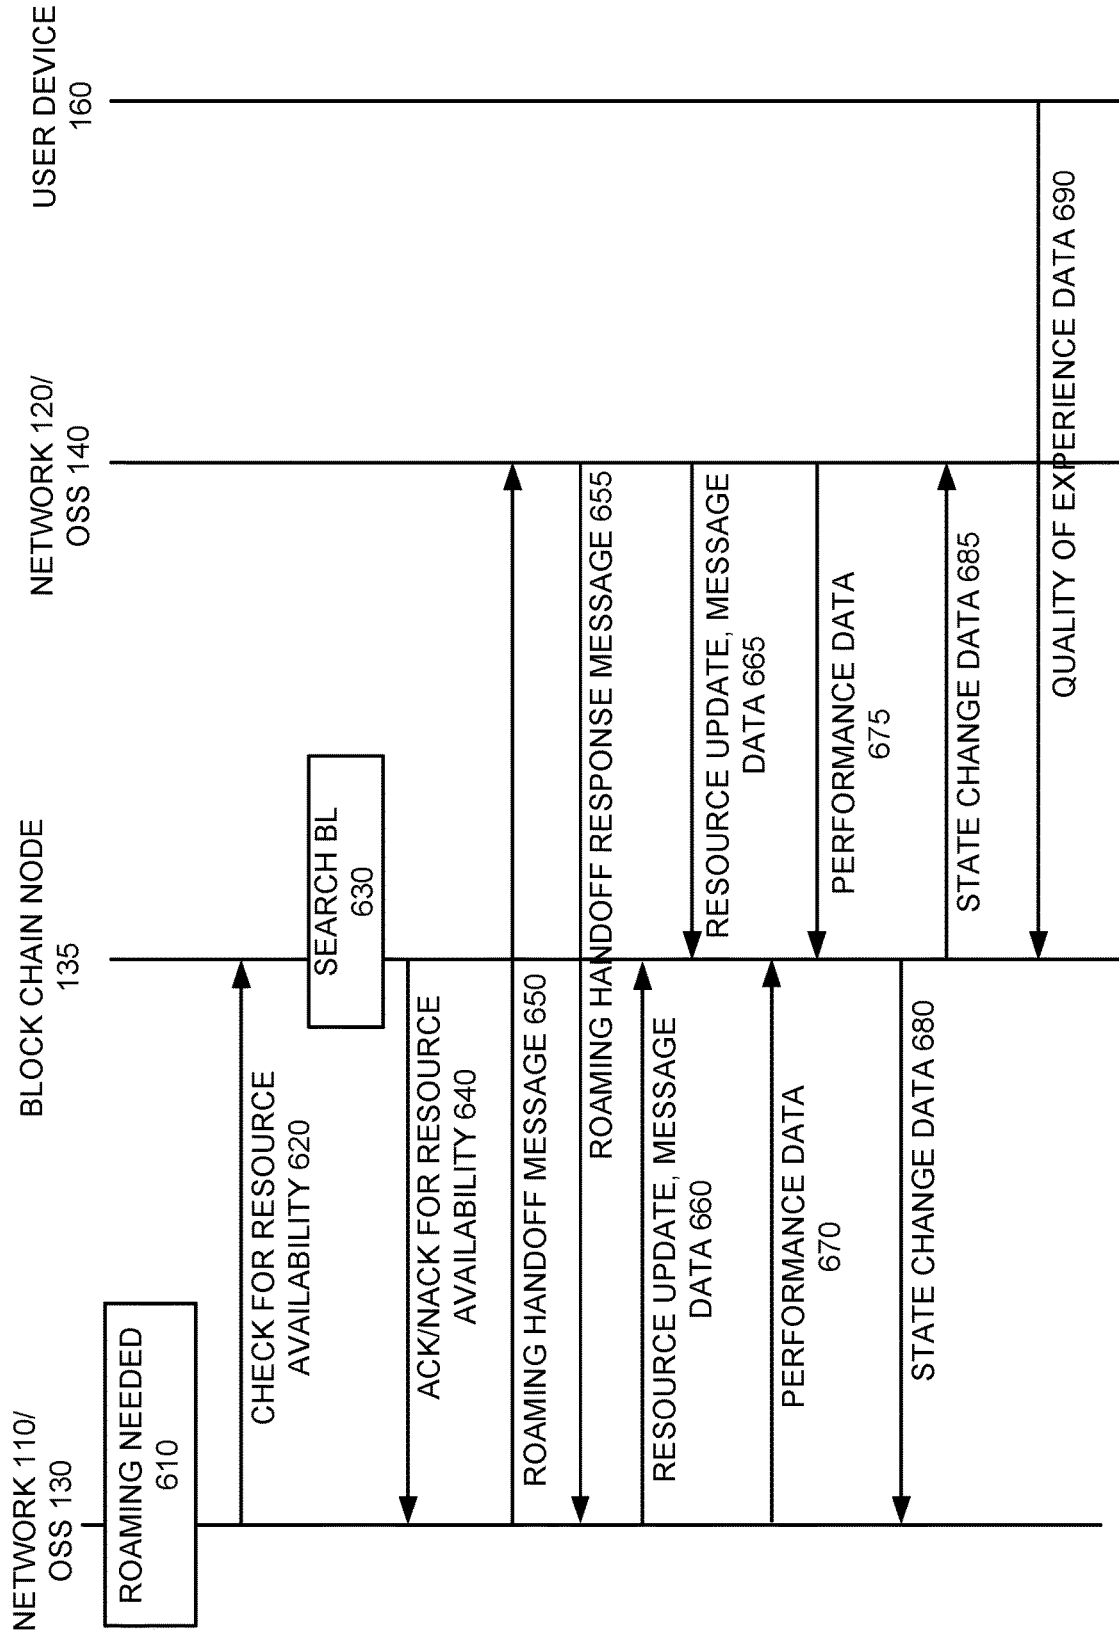 NETWORK 110/
OSS 130
BLOCK CHAIN NODE
135
NETWORK 120/
OSS 140
USER DEVICE
160
ROAMING NEEDED
610
CHECK FOR RESOURCE
AVAILABILITY 620
SEARCH BL
630
ACK/NACK FOR RESOURCE
AVAILABILITY 640
ROAMING HANDOFF MESSAGE 650
ROAMING HANDOFF RESPONSE MESSAGE 655
RESOURCE UPDATE, MESSAGE
DATA 660
RESOURCE UPDATE, MESSAGE
DATA 665
PERFORMANCE DATA
670
PERFORMANCE DATA
675
STATE CHANGE DATA 680
STATE CHANGE DATA 685
QUALITY OF EXPERIENCE DATA 690